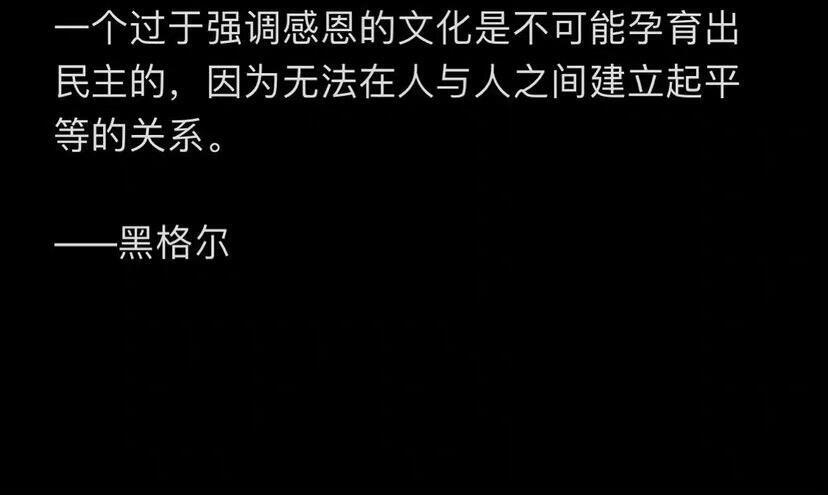 一个过于强调感恩的文化是不可能孕育出
民主的，因为无法在人与人之间建立起平
等的关系。
——黑格尔